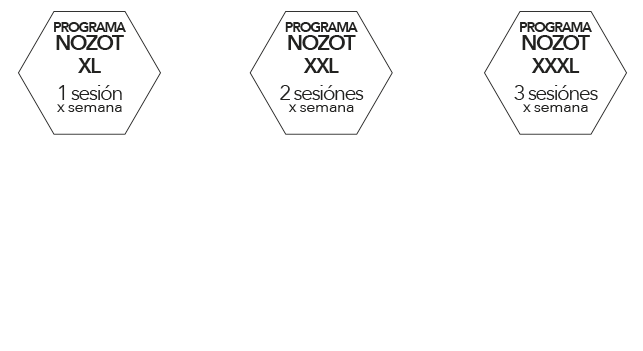 PROGRAMA
NOZOT
XL
1 sesión
x semana
PROGRAMA
NOZOT
XXL
2 sesiónes
x semana
PROGRAMA
NOZOT
XXXL
3 sesiónes
x semana